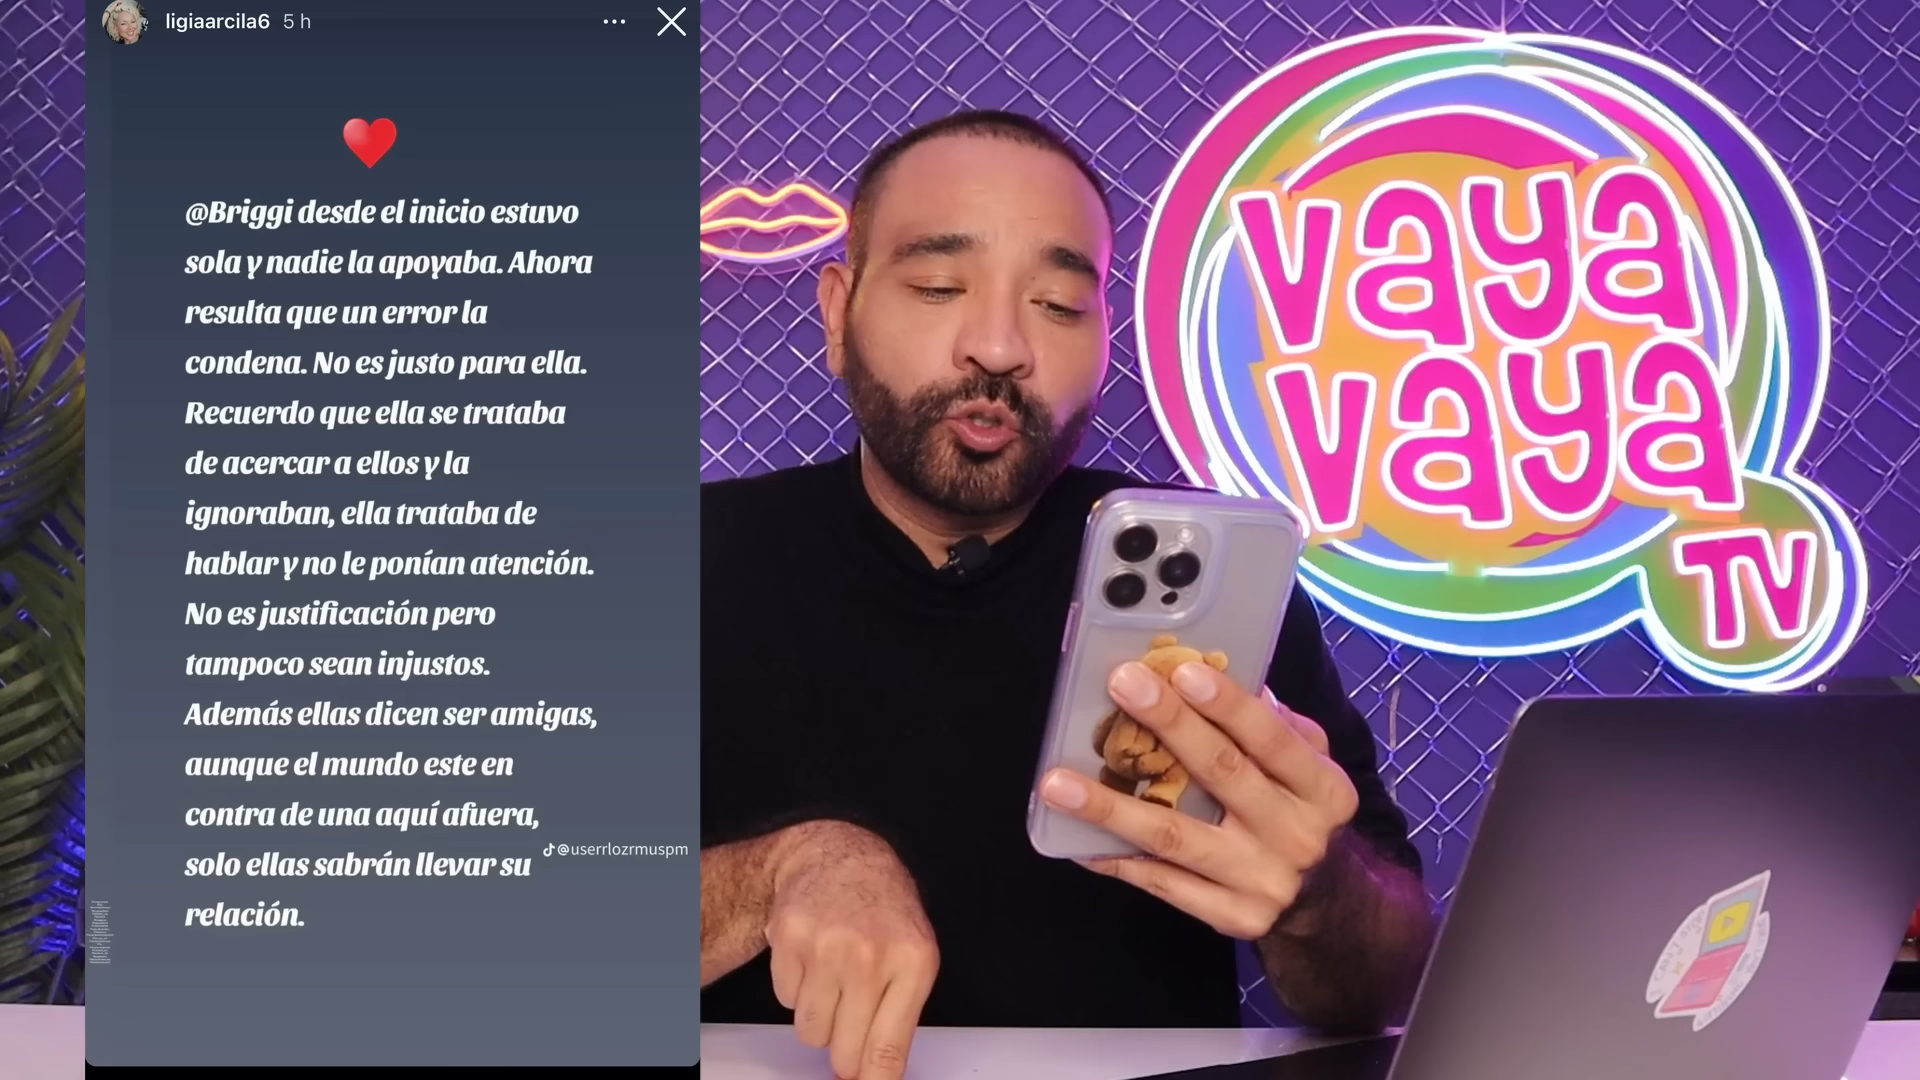 ligiaarcila6 5 h
@Briggi desde el inicio estuvo
sola y nadie la apoyaba. Ahora
resulta que un error la
condena. No es justo para ella.
Recuerdo que ella se trataba
de acercar a ellos y la
ignoraban, ella trataba de
hablar y no le ponían atención.
No es justificación pero
tampoco sean injustos.
Además ellas dicen ser amigas,
aunque el mundo este en
contra de una aquí afuera,
solo ellas sabrán llevar su
relación.
@userrlozrmuspm
vaya
vaya
TV